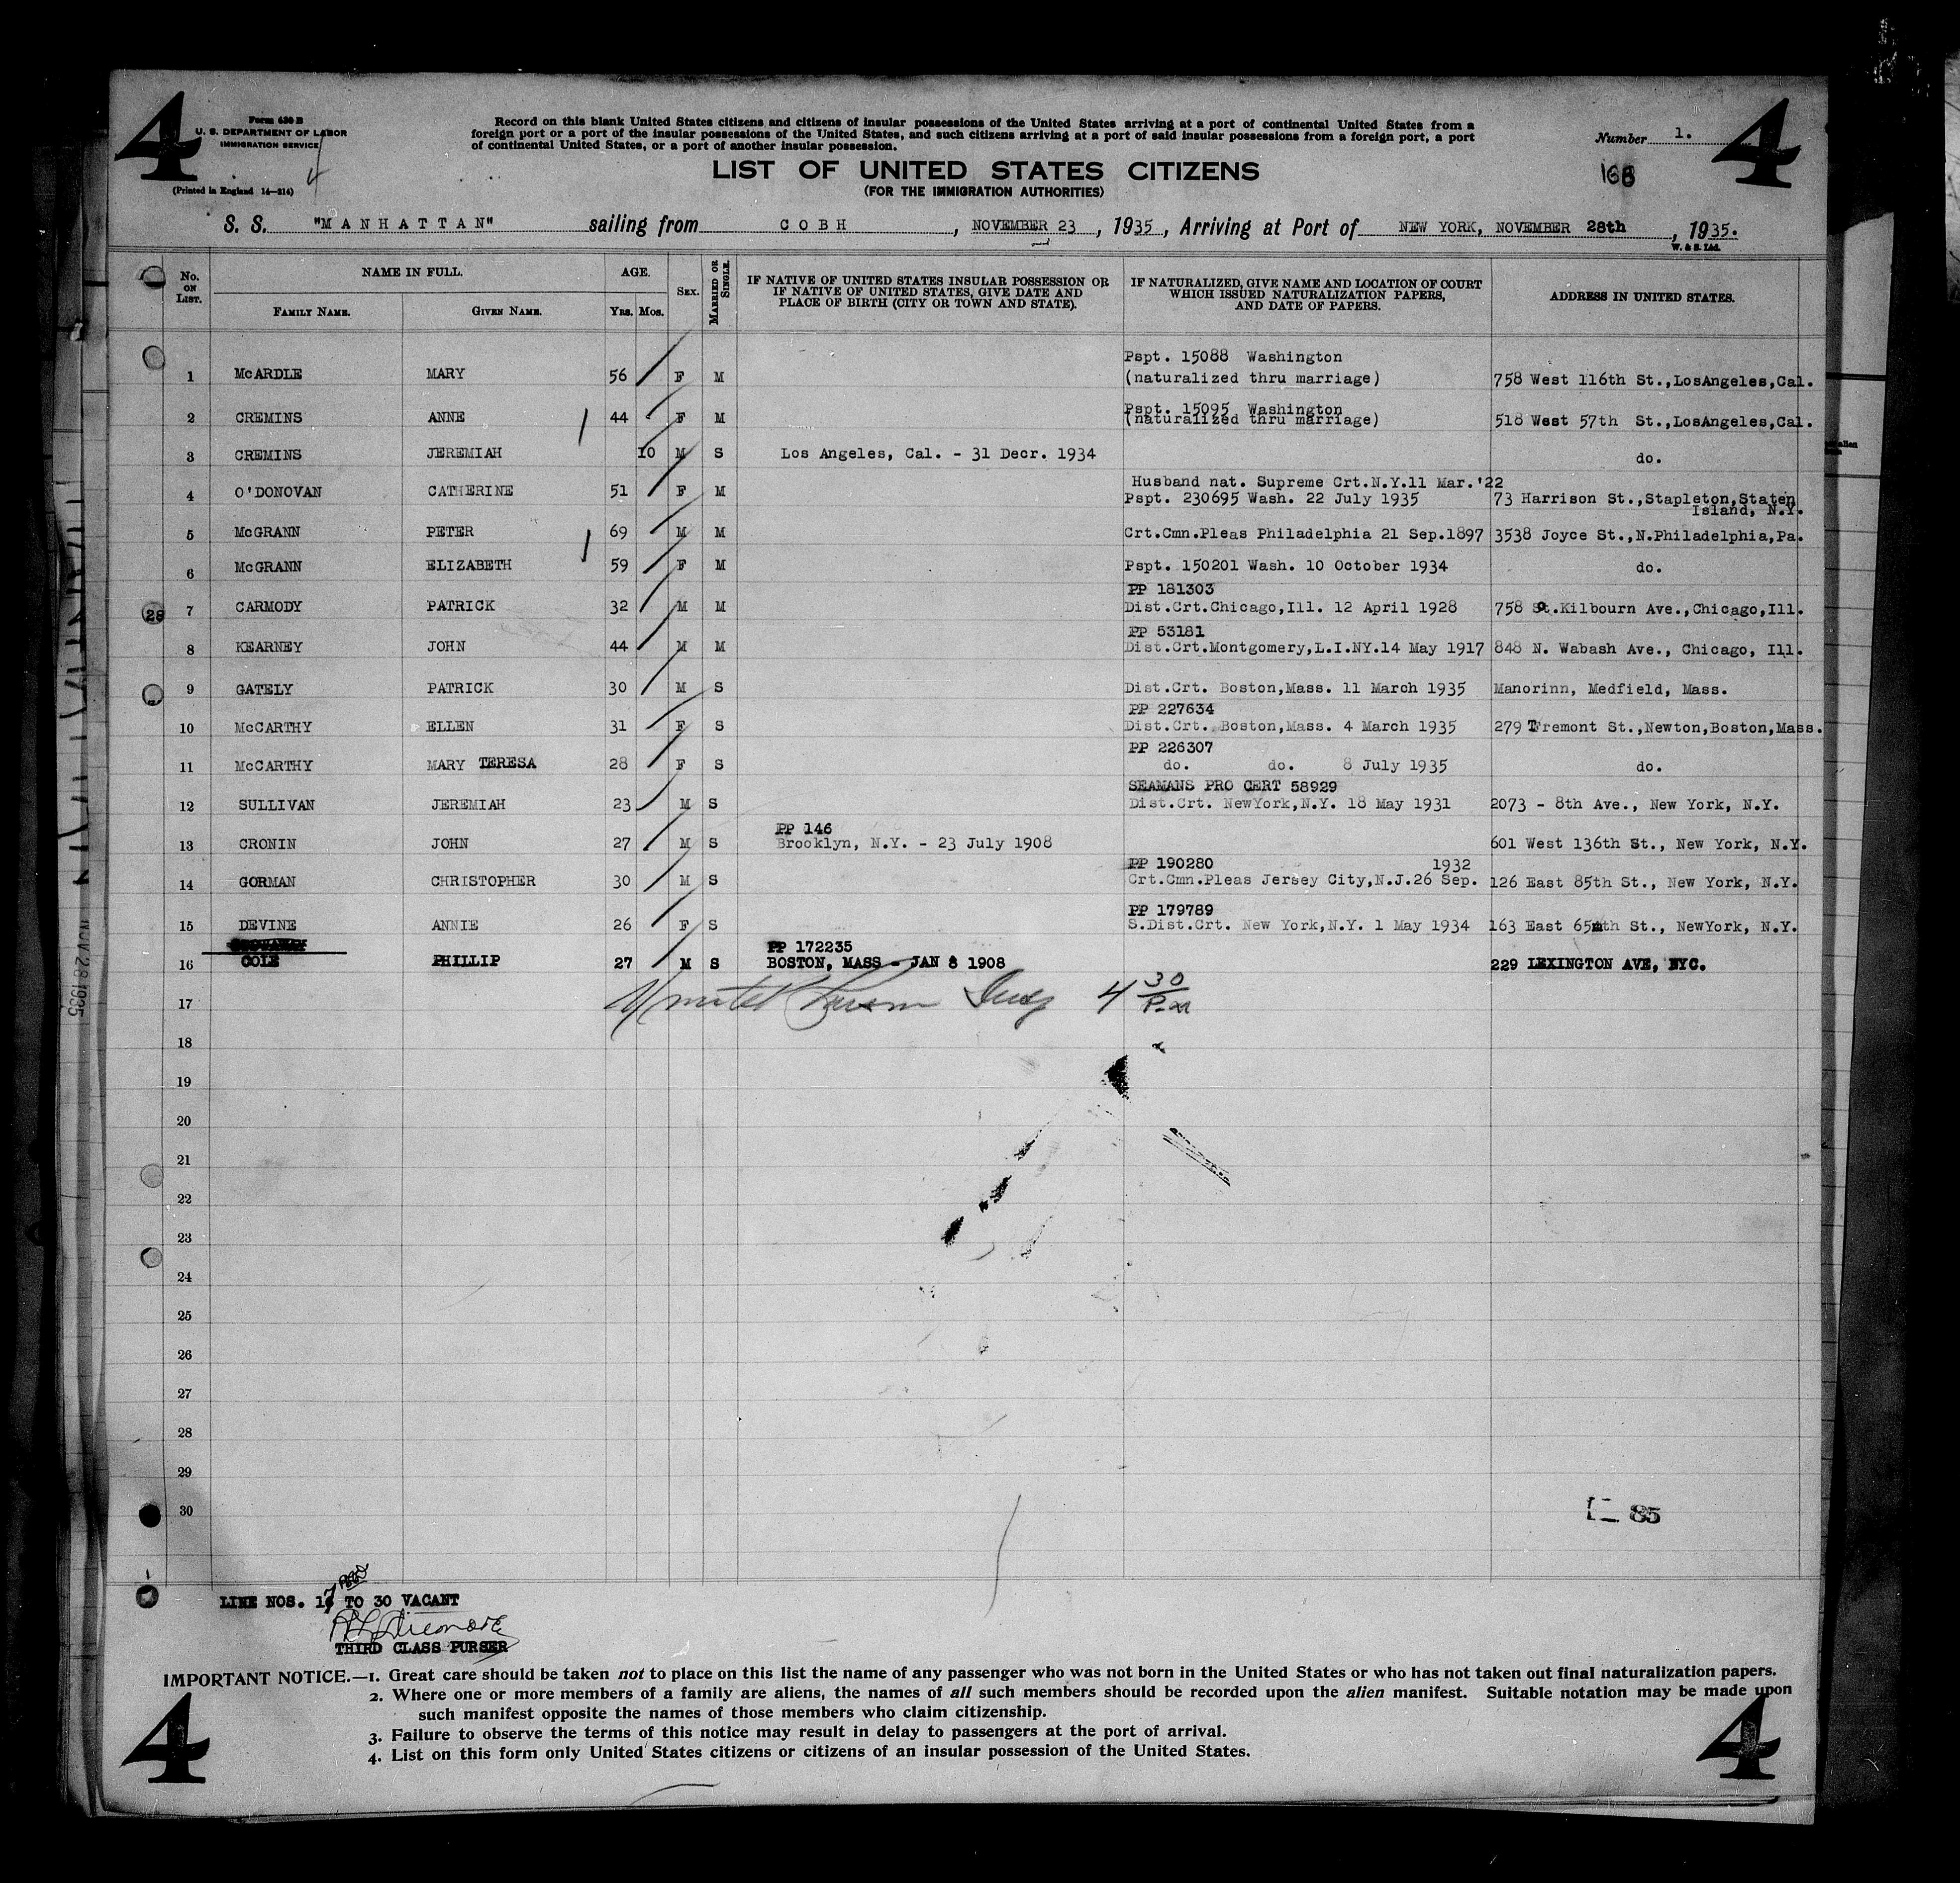 4
Form 630 B
U. S. DEPARTMENT OF LABOR
IMMIGRATION SERVICE
4
(Printed in England 14—214)
Record on this blank United States citizens and citizens of insular possessions of the United States arriving at a port of continental United States from a
foreign port or a port of the insular possessions of the United States, and such citizens arriving at a port of said insular possessions from a foreign port, a port
of continental United States, or a port of another insular possession.
LIST OF UNITED STATES CITIZENS
(FOR THE IMMIGRATION AUTHORITIES)
Number 1.
168
4
S. S. "MANHATTAN" sailing from COBH, NOVEMBER 23, 1935, Arriving at Port of NEW YORK, NOVEMBER 28th, 1935.
W. & S. Ltd.
No. ON LIST. NAME IN FULL. FAMILY NAME. GIVEN NAME. AGE. Yrs. Mos. SEX. MARRIED OR SINGLE. IF NATIVE OF UNITED STATES INSULAR POSSESSION OR IF NATIVE OF UNITED STATES, GIVE DATE AND PLACE OF BIRTH (CITY OR TOWN AND STATE). IF NATURALIZED, GIVE NAME AND LOCATION OF COURT WHICH ISSUED NATURALIZATION PAPERS, AND DATE OF PAPERS. ADDRESS IN UNITED STATES.
Pspt. 15088 Washington
1 McARDLE MARY 56 F M (naturalized thru marriage) 758 West 116th St.,LosAngeles,Cal.
Pspt. 15095 Washington
2 CREMINS ANNE 44 F M (naturalized thru marriage) 518 West 57th St.,LosAngeles,Cal.
3 CREMINS JEREMIAH 10 M S Los Angeles, Cal. - 31 Decr. 1934 do.
Husband nat. Supreme Crt.N.Y.11 Mar.'22
4 O'DONOVAN CATHERINE 51 F M Pspt. 230695 Wash. 22 July 1935 73 Harrison St.,Stapleton,Staten
Island, N.Y.
5 McGRANN PETER 69 M M Crt.Cmn.Pleas Philadelphia 21 Sep.1897 3538 Joyce St.,N.Philadelphia,Pa.
6 McGRANN ELIZABETH 59 F M Pspt. 150201 Wash. 10 October 1934 do.
PP 181303
28 7 CARMODY PATRICK 32 M M Dist.Crt.Chicago,Ill. 12 April 1928 758 So.Kilbourn Ave.,Chicago,Ill.
PP 53181
8 KEARNEY JOHN 44 M M Dist.Crt.Montgomery,L.I.NY.14 May 1917 848 N. Wabash Ave., Chicago, Ill.
9 GATELY PATRICK 30 M S Dist.Crt. Boston,Mass. 11 March 1935 Manorinn, Medfield, Mass.
PP 227634
10 McCARTHY ELLEN 31 F S Dist.Crt. Boston,Mass. 4 March 1935 279 Tremont St.,Newton,Boston,Mass.
PP 226307
11 McCARTHY MARY TERESA 28 F S do. do. 8 July 1935 do.
SEAMANS PRO CERT 58929
12 SULLIVAN JEREMIAH 23 M S Dist.Crt. NewYork,N.Y. 18 May 1931 2073 - 8th Ave., New York, N.Y.
PP 146
13 CRONIN JOHN 27 M S Brooklyn, N.Y. - 23 July 1908 601 West 136th St., New York, N.Y.
PP 190280 1932
14 GORMAN CHRISTOPHER 30 M S Crt.Cmn.Pleas Jersey City,N.J.26 Sep. 126 East 85th St., New York, N.Y.
PP 179789
15 DEVINE ANNIE 26 F S S.Dist.Crt. New York,N.Y. 1 May 1934 163 East 65th St., NewYork, N.Y.
PP 172235
16 COLE PHILLIP 27 M S BOSTON, MASS - JAN 8 1908 229 LEXINGTON AVE, NYC.
17 4 30 P.M
18
19
20
21
22
23
24
25
26
27
28
29
30
85
NOV 28 1935
LINE NOS. 17 TO 30 VACANT
THIRD CLASS PURSER
IMPORTANT NOTICE.—1. Great care should be taken not to place on this list the name of any passenger who was not born in the United States or who has not taken out final naturalization papers.
2. Where one or more members of a family are aliens, the names of all such members should be recorded upon the alien manifest. Suitable notation may be made upon
such manifest opposite the names of those members who claim citizenship.
3. Failure to observe the terms of this notice may result in delay to passengers at the port of arrival.
4. List on this form only United States citizens or citizens of an insular possession of the United States.
4
4